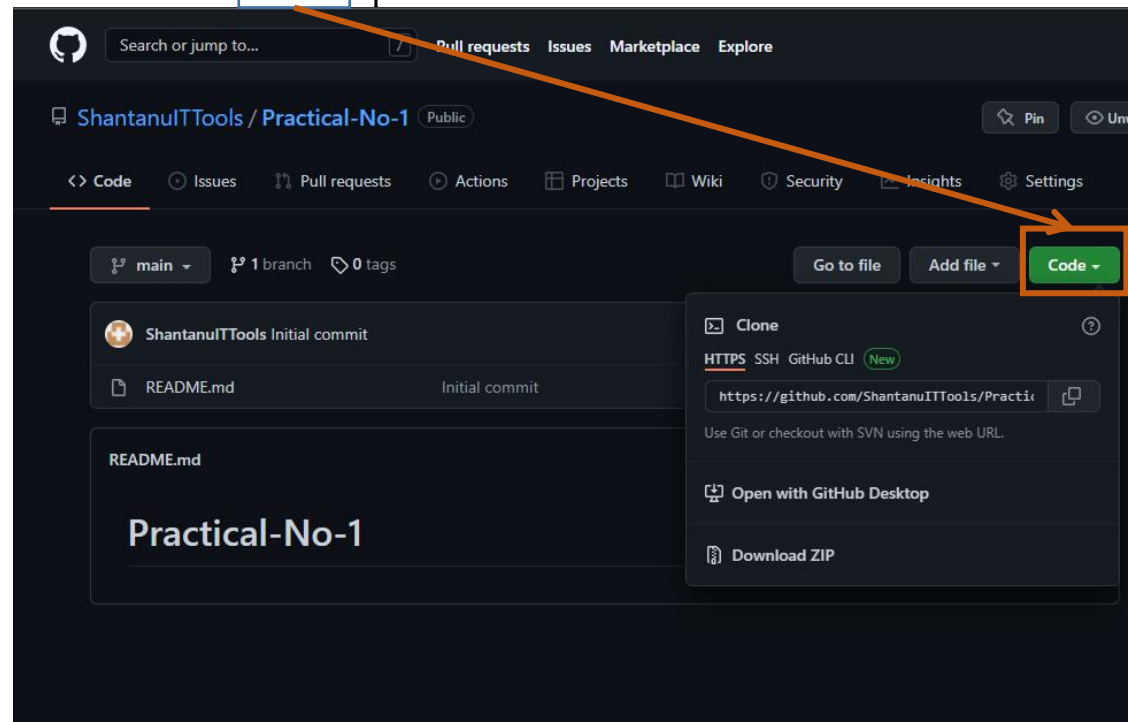 Search or jump to... /
Pull requests Issues Marketplace Explore
ShantanuITTools / Practical-No-1 Public
Pin
<> Code Issues Pull requests Actions Projects Wiki Security Insights Settings
main 1 branch 0 tags
Go to file Add file Code
ShantanuITTools Initial commit
README.md Initial commit
README.md
Practical-No-1
Clone
HTTPS SSH GitHub CLI New
https://github.com/ShantanuITTools/Practic
Use Git or checkout with SVN using the web URL.
Open with GitHub Desktop
Download ZIP